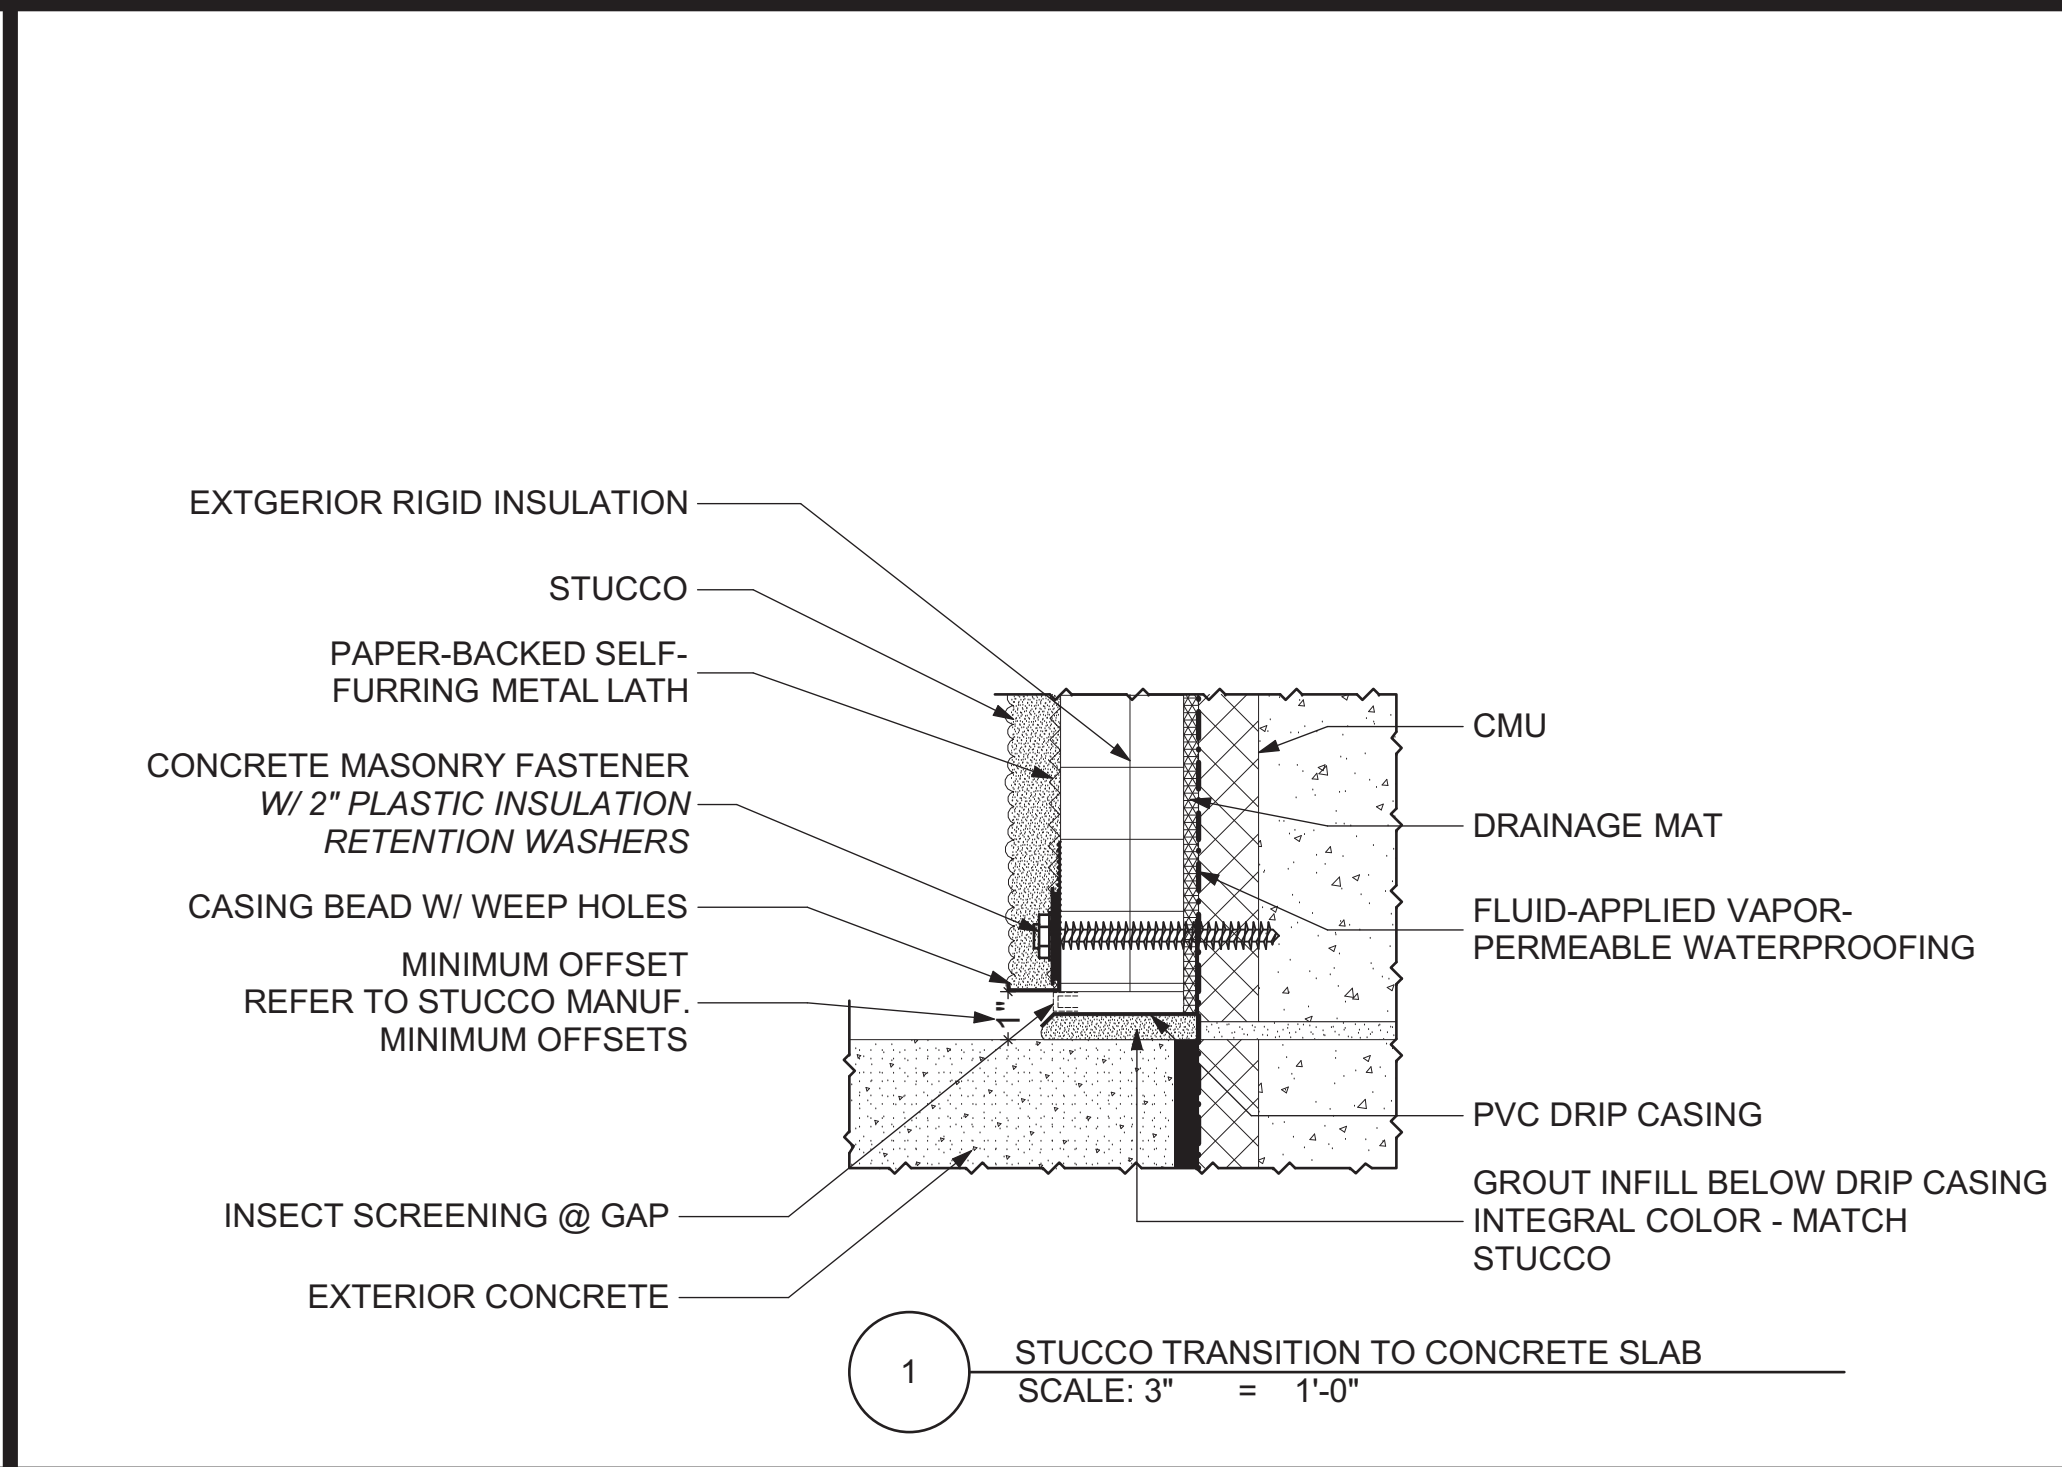 EXTGERIOR RIGID INSULATION
STUCCO
PAPER-BACKED SELF-
FURRING METAL LATH
CONCRETE MASONRY FASTENER
W/ 2" PLASTIC INSULATION
RETENTION WASHERS
CASING BEAD W/ WEEP HOLES
MINIMUM OFFSET
REFER TO STUCCO MANUF.
MINIMUM OFFSETS
1"
INSECT SCREENING @ GAP
EXTERIOR CONCRETE
CMU
DRAINAGE MAT
FLUID-APPLIED VAPOR-
PERMEABLE WATERPROOFING
PVC DRIP CASING
GROUT INFILL BELOW DRIP CASING
INTEGRAL COLOR - MATCH
STUCCO
1
STUCCO TRANSITION TO CONCRETE SLAB
SCALE: 3" = 1'-0"